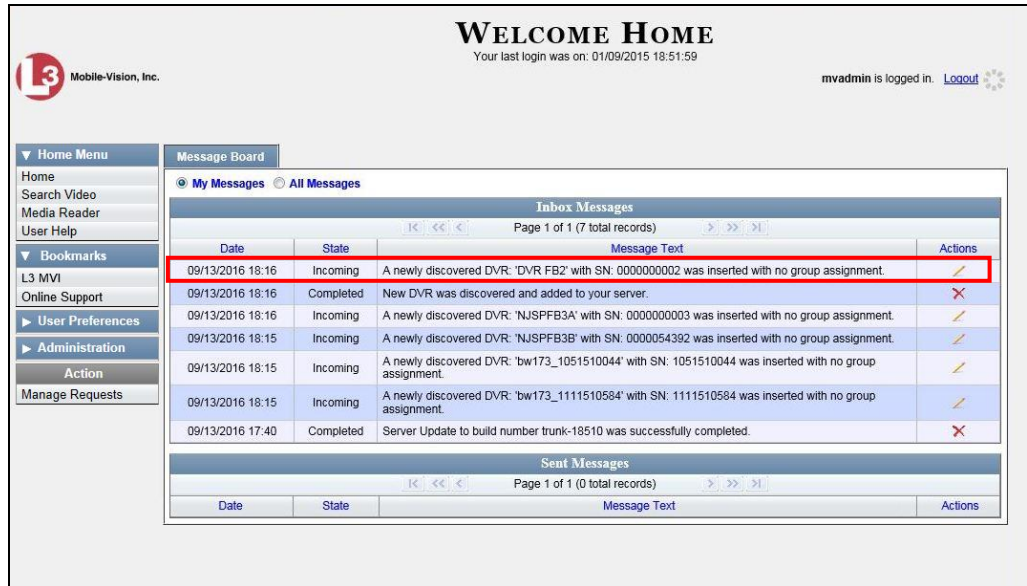 WELCOME HOME
Your last login was on: 01/09/2015 18:51:59
L3 Mobile-Vision, Inc.
mvadmin is logged in. Logout
▼ Home Menu
Home
Search Video
Media Reader
User Help
▼ Bookmarks
L3 MVI
Online Support
▶ User Preferences
▶ Administration
Action
Manage Requests
Message Board
My Messages All Messages
Inbox Messages
|< << < Page 1 of 1 (7 total records) > >> >|
Date State Message Text Actions
09/13/2016 18:16 Incoming A newly discovered DVR: 'DVR FB2' with SN: 0000000002 was inserted with no group assignment.
09/13/2016 18:16 Completed New DVR was discovered and added to your server.
09/13/2016 18:16 Incoming A newly discovered DVR: 'NJSPFB3A' with SN: 0000000003 was inserted with no group assignment.
09/13/2016 18:15 Incoming A newly discovered DVR: 'NJSPFB3B' with SN: 0000054392 was inserted with no group assignment.
09/13/2016 18:15 Incoming A newly discovered DVR: 'bw173_1051510044' with SN: 1051510044 was inserted with no group
assignment.
09/13/2016 18:15 Incoming A newly discovered DVR: 'bw173_1111510584' with SN: 1111510584 was inserted with no group
assignment.
09/13/2016 17:40 Completed Server Update to build number trunk-18510 was successfully completed.
Sent Messages
|< << < Page 1 of 1 (0 total records) > >> >|
Date State Message Text Actions